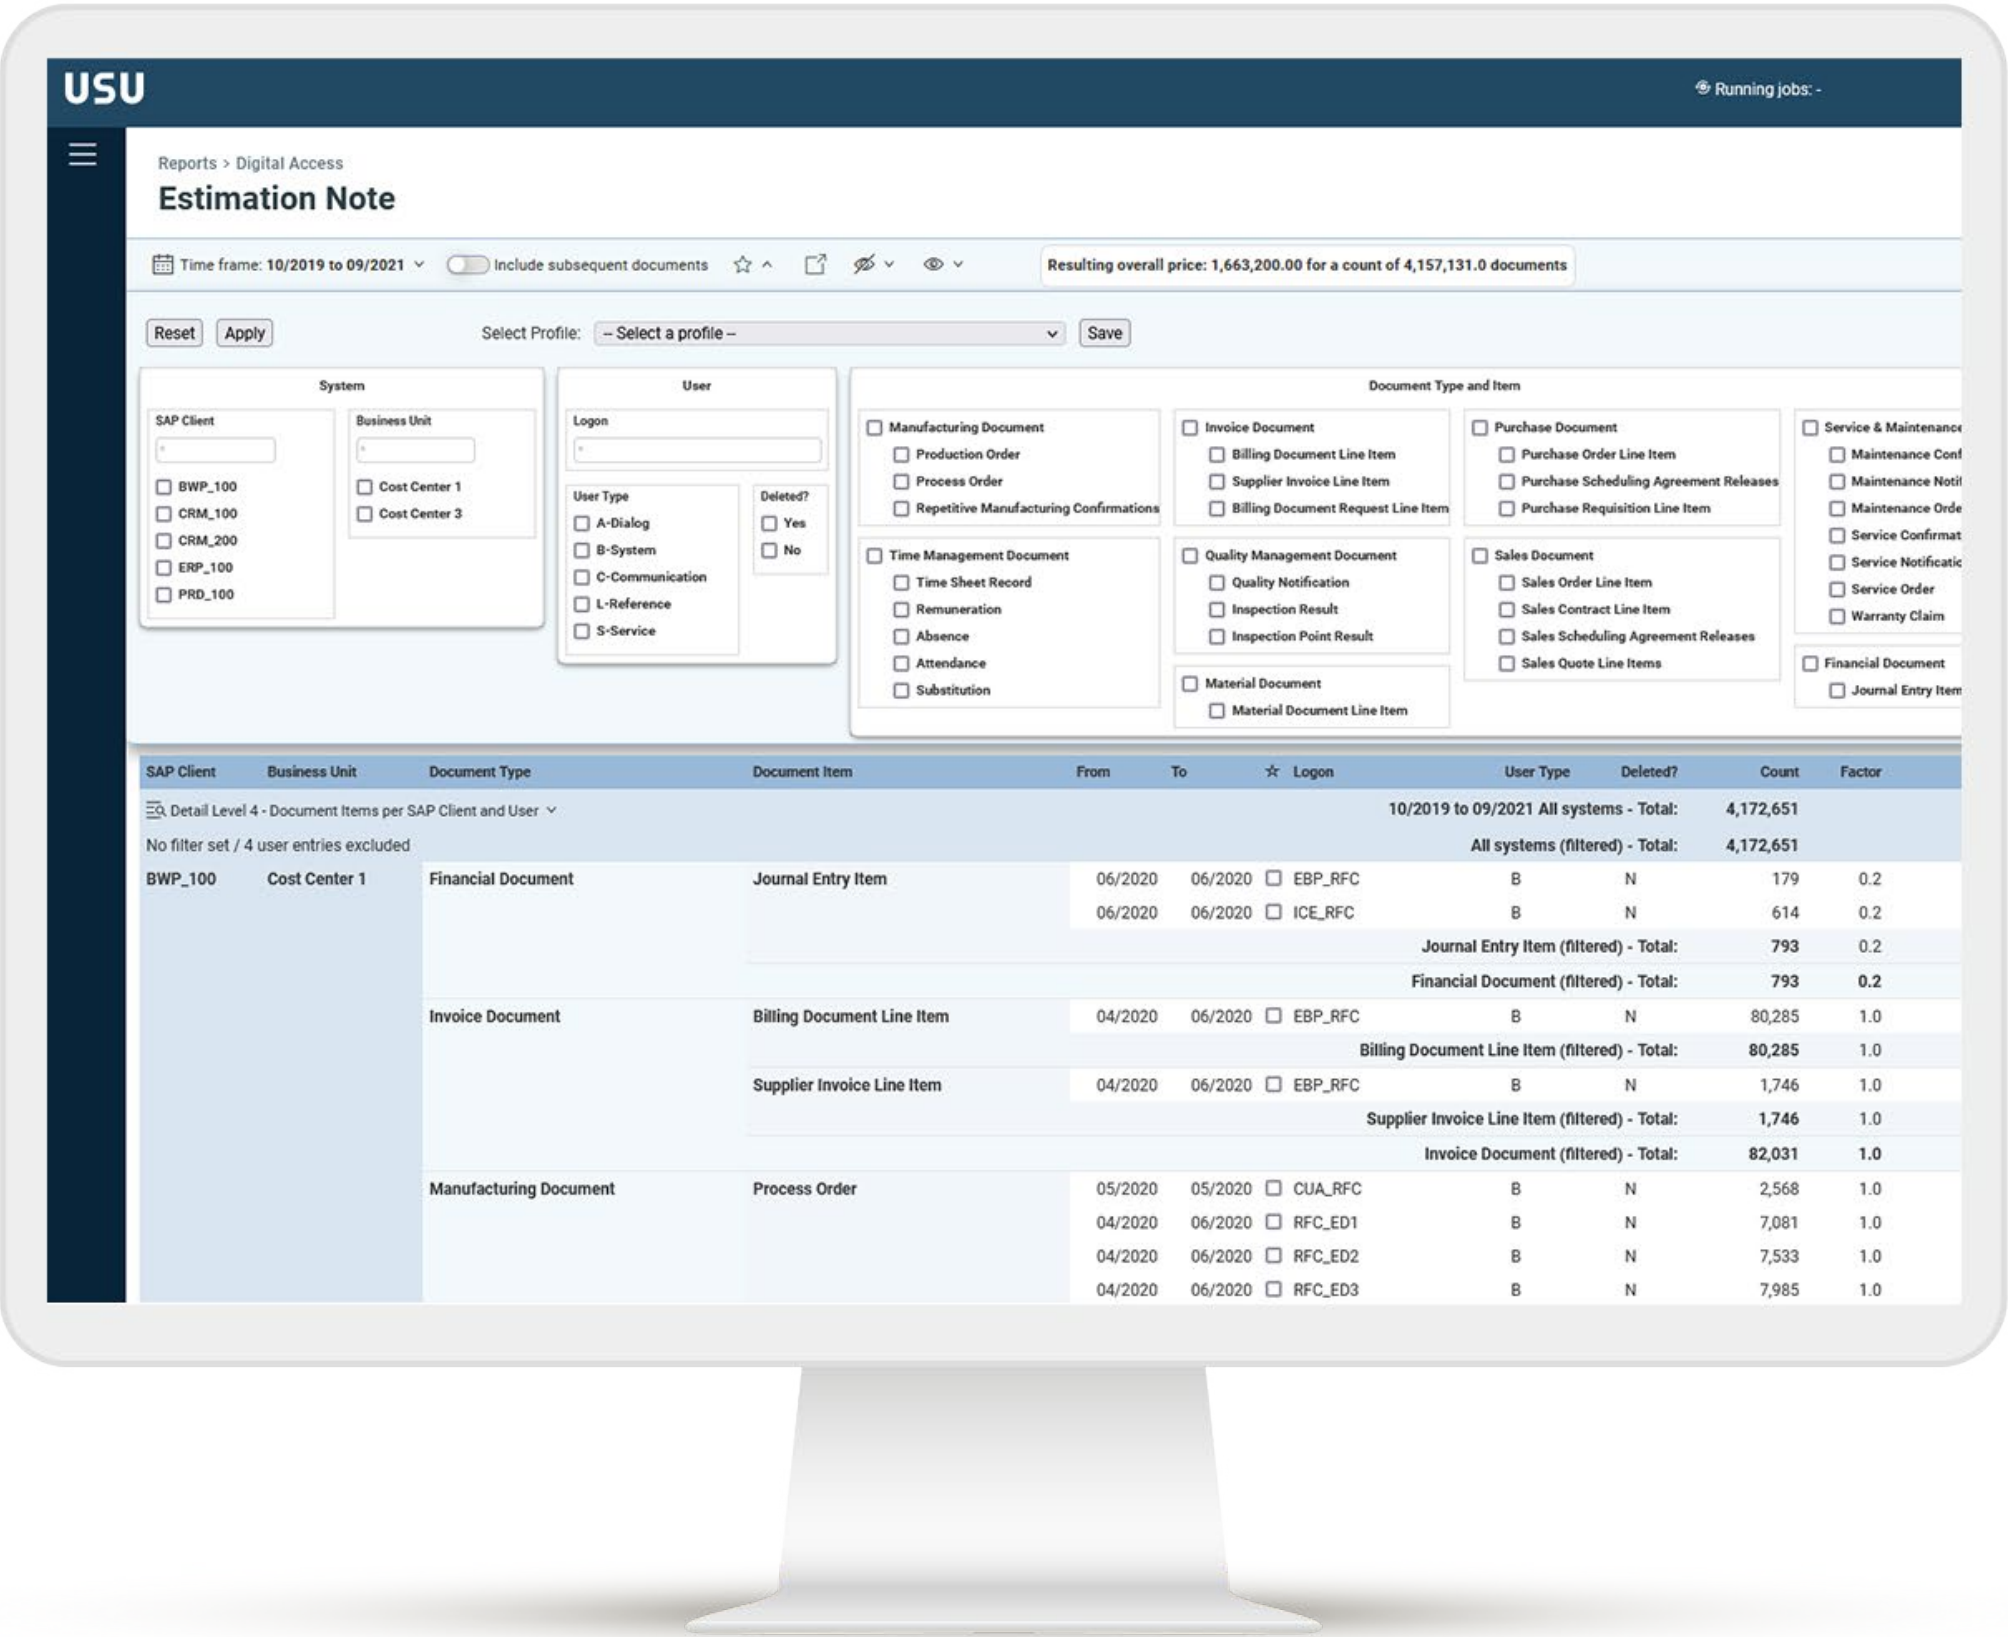 USU
Running jobs: -
Reports > Digital Access
Estimation Note
Time frame: 10/2019 to 09/2021
Include subsequent documents
Resulting overall price: 1,663,200.00 for a count of 4,157,131.0 documents
Reset
Apply
Select Profile:
-- Select a profile --
Save
System
SAP Client
*
BWP_100
CRM_100
CRM_200
ERP_100
PRD_100
Business Unit
*
Cost Center 1
Cost Center 3
User
Logon
*
User Type
A-Dialog
B-System
C-Communication
L-Reference
S-Service
Deleted?
Yes
No
Document Type and Item
Manufacturing Document
Production Order
Process Order
Repetitive Manufacturing Confirmations
Time Management Document
Time Sheet Record
Remuneration
Absence
Attendance
Substitution
Invoice Document
Billing Document Line Item
Supplier Invoice Line Item
Billing Document Request Line Item
Quality Management Document
Quality Notification
Inspection Result
Inspection Point Result
Material Document
Material Document Line Item
Purchase Document
Purchase Order Line Item
Purchase Scheduling Agreement Releases
Purchase Requisition Line Item
Sales Document
Sales Order Line Item
Sales Contract Line Item
Sales Scheduling Agreement Releases
Sales Quote Line Items
Service & Maintenance
Maintenance Conf
Maintenance Notif
Maintenance Orde
Service Confirmat
Service Notificatic
Service Order
Warranty Claim
Financial Document
Journal Entry Item
SAP Client Business Unit Document Type Document Item From To Logon User Type Deleted? Count Factor
Detail Level 4 - Document Items per SAP Client and User 10/2019 to 09/2021 All systems - Total: 4,172,651
No filter set / 4 user entries excluded All systems (filtered) - Total: 4,172,651
BWP_100 Cost Center 1 Financial Document Journal Entry Item 06/2020 06/2020 EBP_RFC B N 179 0.2
06/2020 06/2020 ICE_RFC B N 614 0.2
Journal Entry Item (filtered) - Total: 793 0.2
Financial Document (filtered) - Total: 793 0.2
Invoice Document Billing Document Line Item 04/2020 06/2020 EBP_RFC B N 80,285 1.0
Billing Document Line Item (filtered) - Total: 80,285 1.0
Supplier Invoice Line Item 04/2020 06/2020 EBP_RFC B N 1,746 1.0
Supplier Invoice Line Item (filtered) - Total: 1,746 1.0
Invoice Document (filtered) - Total: 82,031 1.0
Manufacturing Document Process Order 05/2020 05/2020 CUA_RFC B N 2,568 1.0
04/2020 06/2020 RFC_ED1 B N 7,081 1.0
04/2020 06/2020 RFC_ED2 B N 7,533 1.0
04/2020 06/2020 RFC_ED3 B N 7,985 1.0